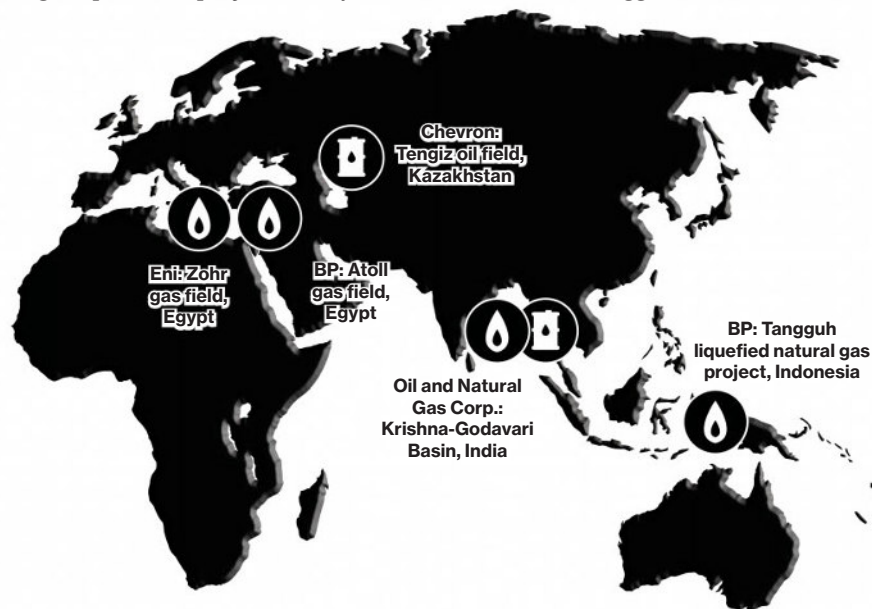 Chevron:
Tengiz oil field,
Kazakhstan
Eni: Zohr
gas field,
Egypt
BP: Atoll
gas field,
Egypt
Oil and Natural
Gas Corp.:
Krishna-Godavari
Basin, India
BP: Tangguh
liquefied natural gas
project, Indonesia